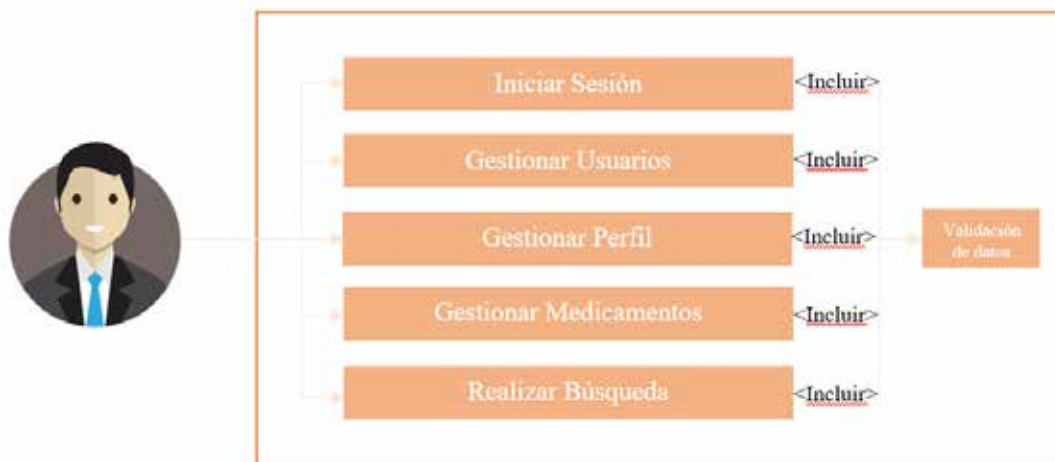 Iniciar Sesión <Incluir>
Gestionar Usuarios <Incluir>
Gestionar Perfil <Incluir>
Validación
de datos
Gestionar Medicamentos <Incluir>
Realizar Búsqueda <Incluir>